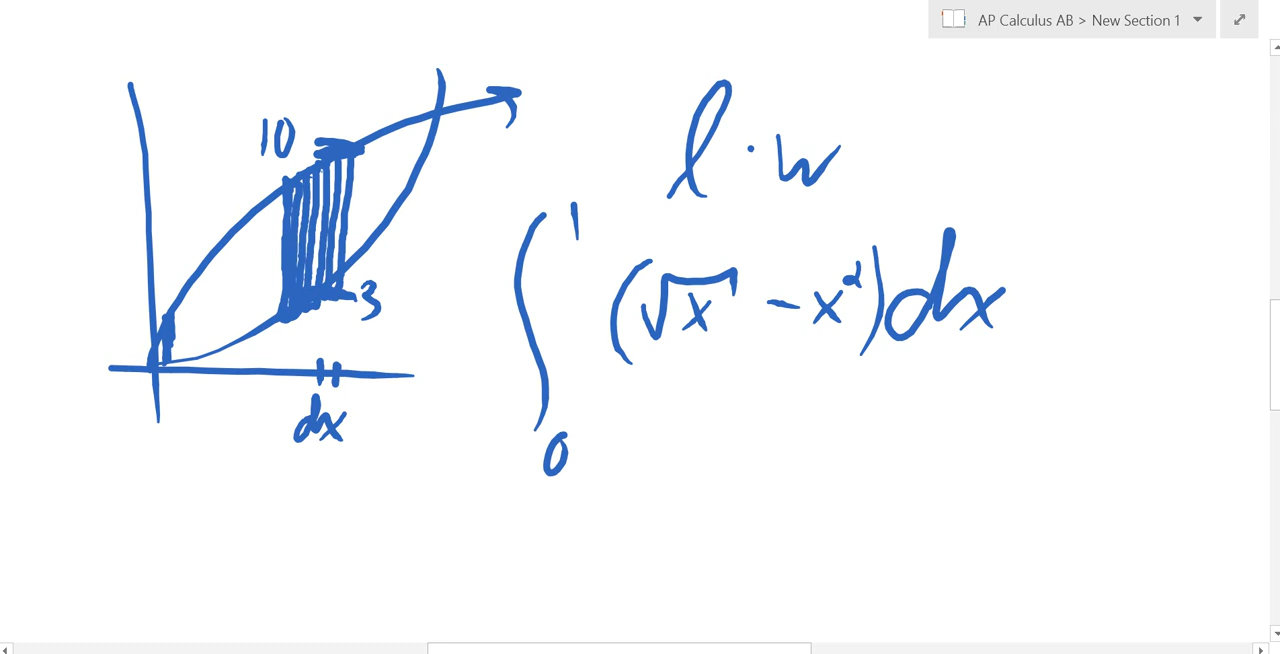 AP Calculus AB > New Section 1
10
3
dx
l · w
∫₀¹ (√x - x²)dx